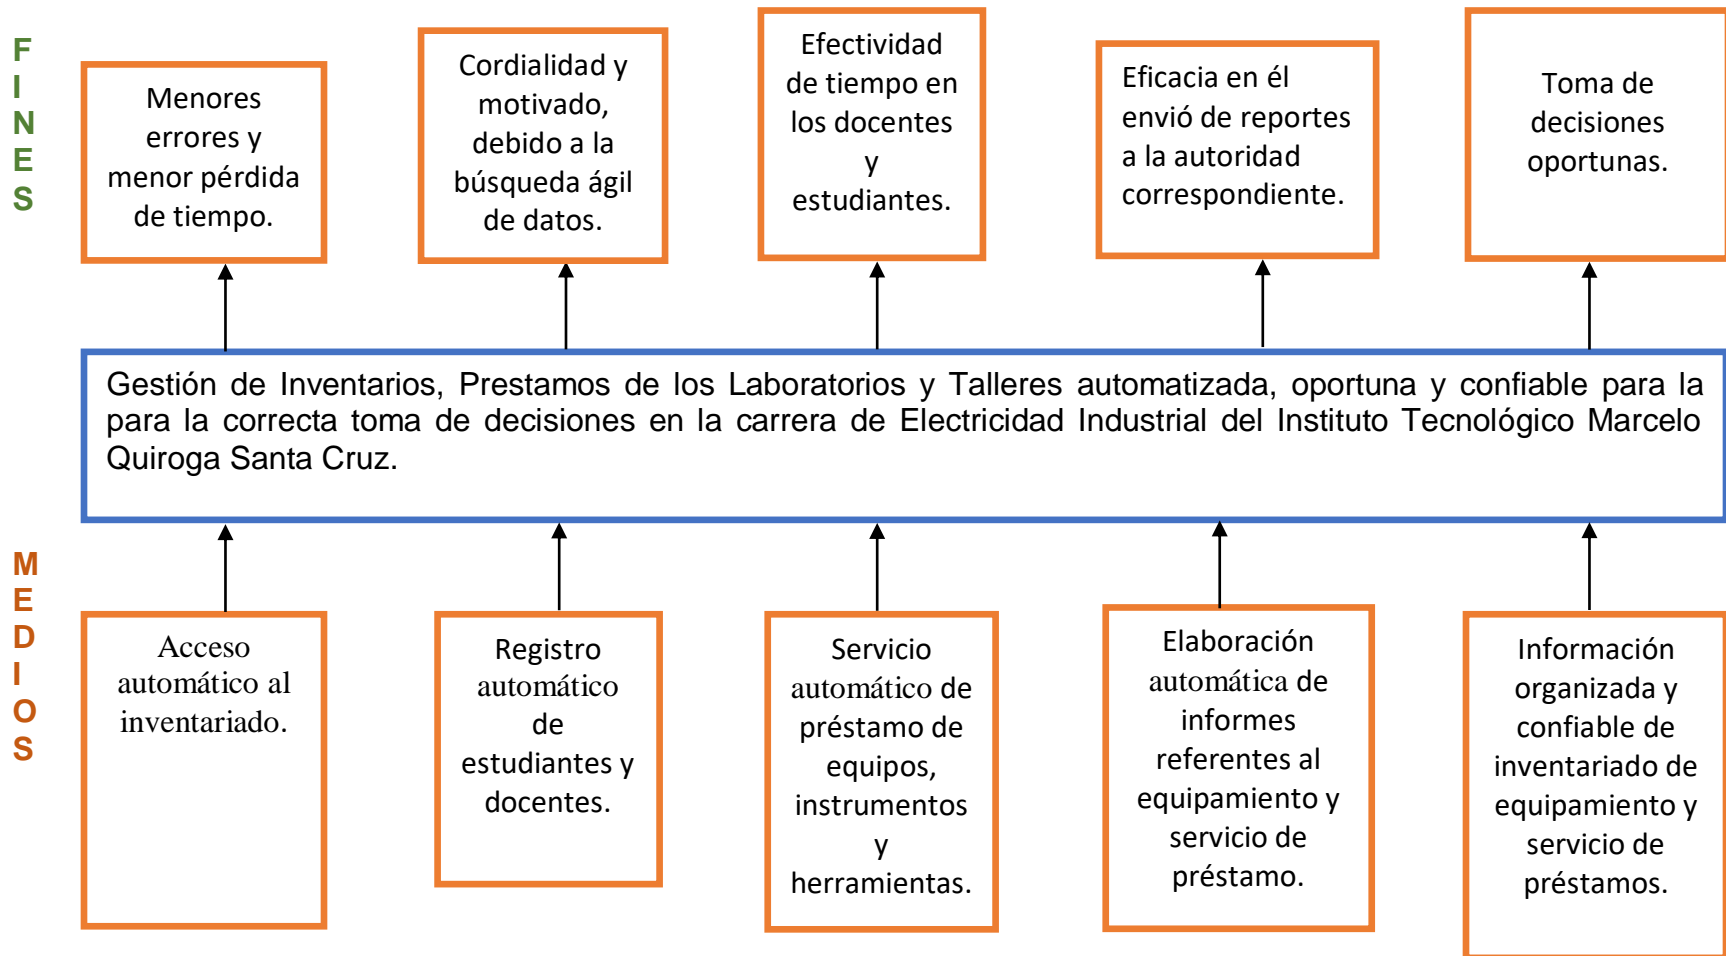 FINES
Menores
errores y
menor pérdida
de tiempo.
Cordialidad y
motivado,
debido a la
búsqueda ágil
de datos.
Efectividad
de tiempo en
los docentes
y
estudiantes.
Eficacia en él
envió de reportes
a la autoridad
correspondiente.
Toma de
decisiones
oportunas.
Gestión de Inventarios, Prestamos de los Laboratorios y Talleres automatizada, oportuna y confiable para la
para la correcta toma de decisiones en la carrera de Electricidad Industrial del Instituto Tecnológico Marcelo
Quiroga Santa Cruz.
MEDIOS
Acceso
automático al
inventariado.
Registro
automático
de
estudiantes y
docentes.
Servicio
automático de
préstamo de
equipos,
instrumentos
y
herramientas.
Elaboración
automática de
informes
referentes al
equipamiento y
servicio de
préstamo.
Información
organizada y
confiable de
inventariado de
equipamiento y
servicio de
préstamos.